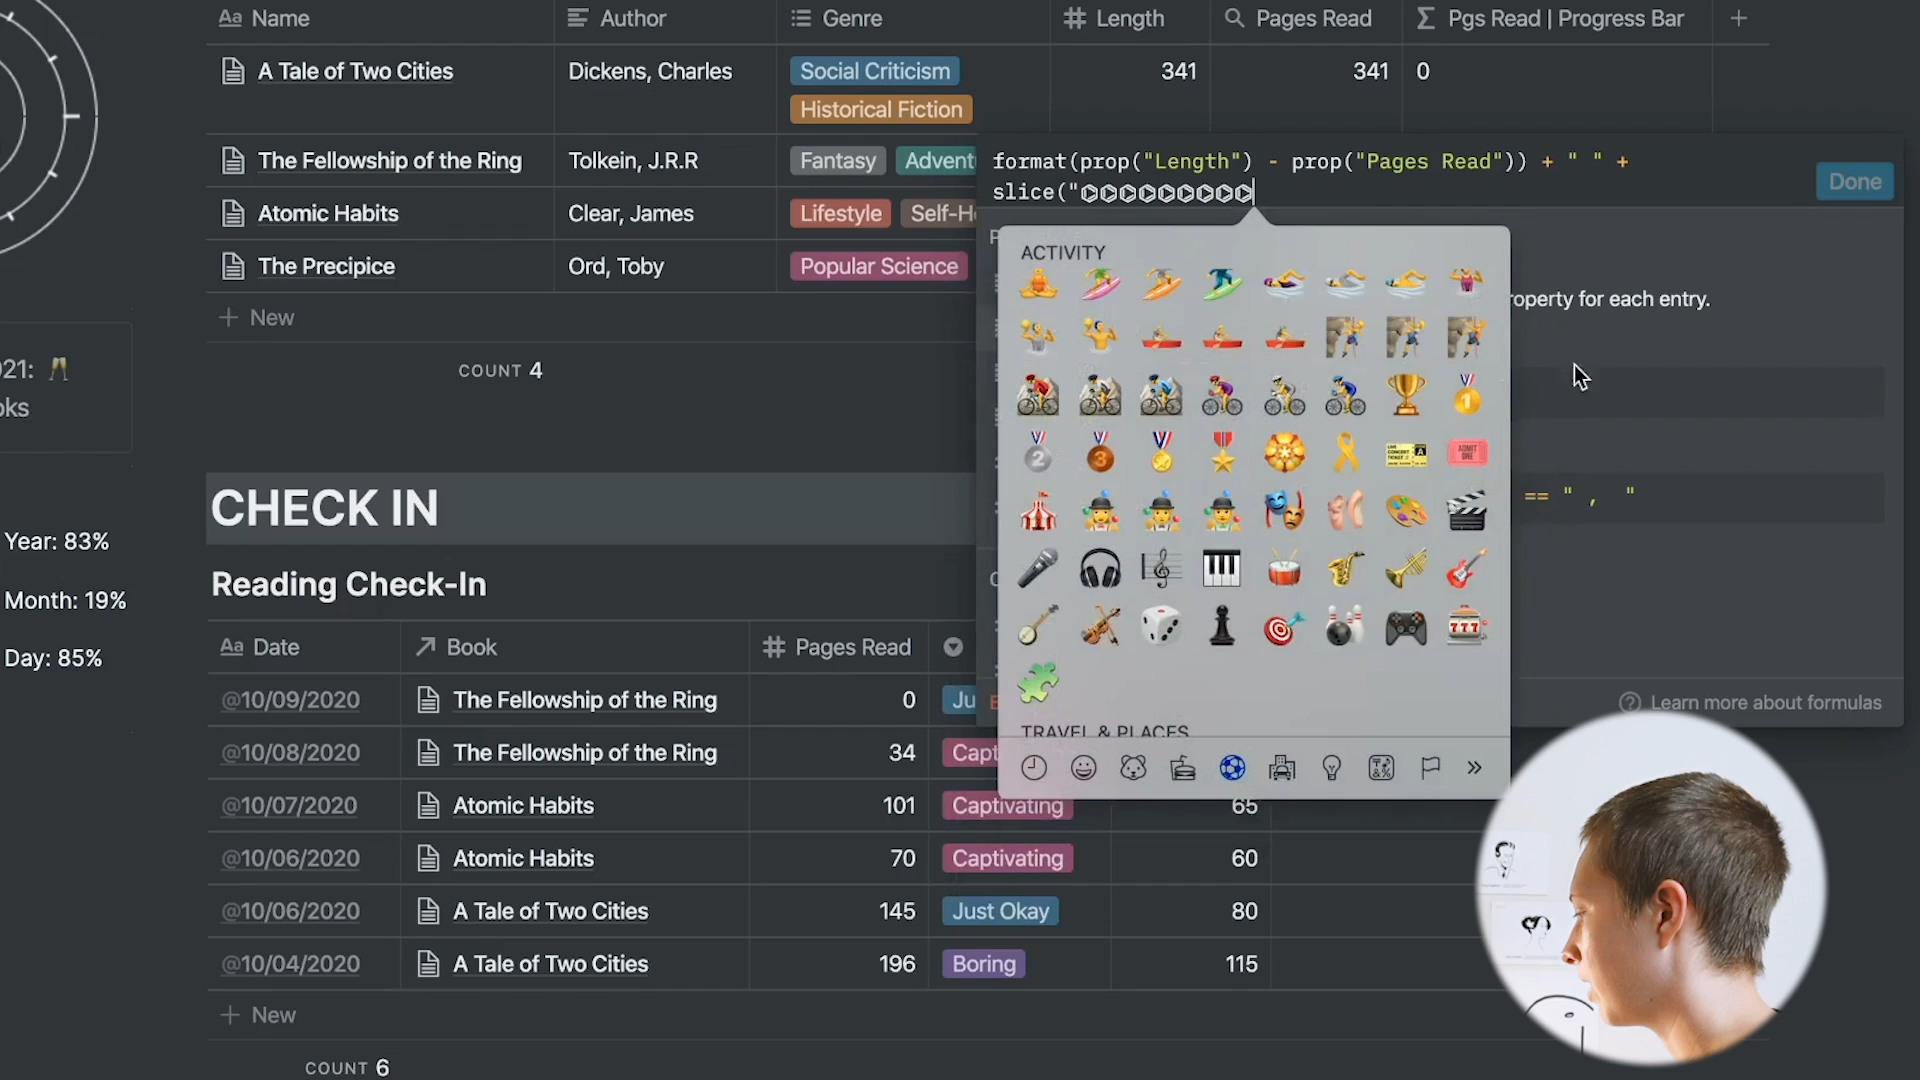 Aa Name Author Genre # Length Pages Read Σ Pgs Read | Progress Bar +
A Tale of Two Cities Dickens, Charles Social Criticism 341 341 0
Historical Fiction
The Fellowship of the Ring Tolkein, J.R.R Fantasy
Atomic Habits Clear, James Lifestyle
The Precipice Ord, Toby Popular Science
+ New
COUNT 4
format(prop("Length") - prop("Pages Read")) + " " +
slice("⌬⌬⌬⌬⌬⌬⌬⌬⌬
Done
ACTIVITY
property for each entry.
== " , "
TRAVEL & PLACES
Learn more about formulas
21:
oks
Year: 83%
Month: 19%
Day: 85%
CHECK IN
Reading Check-In
Aa Date Book # Pages Read
@10/09/2020 The Fellowship of the Ring 0 Ju
@10/08/2020 The Fellowship of the Ring 34 Capt
@10/07/2020 Atomic Habits 101 Captivating 65
@10/06/2020 Atomic Habits 70 Captivating 60
@10/06/2020 A Tale of Two Cities 145 Just Okay 80
@10/04/2020 A Tale of Two Cities 196 Boring 115
+ New
COUNT 6